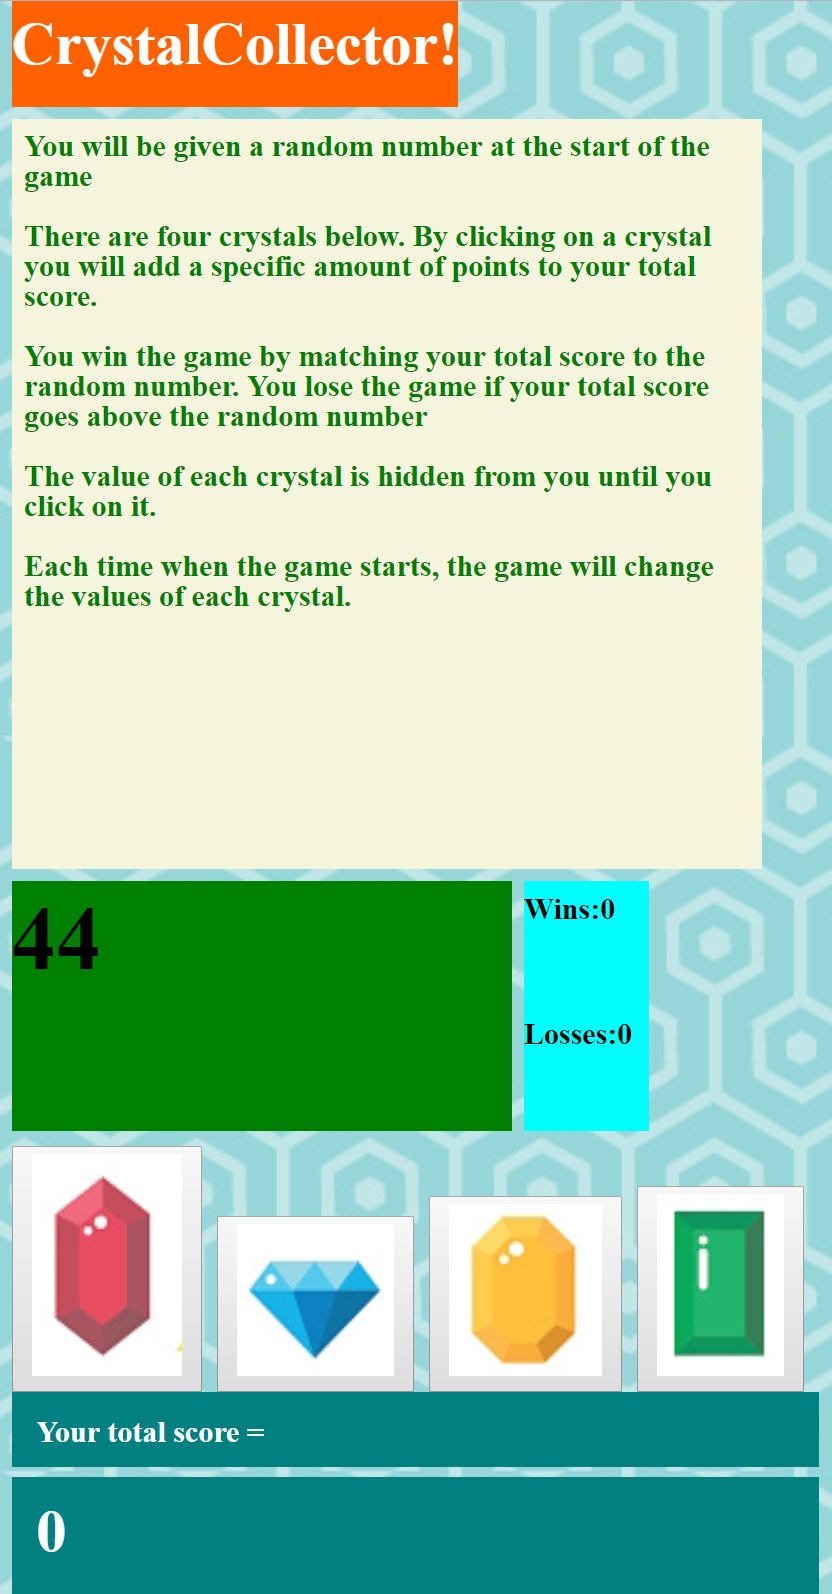 CrystalCollector!
You will be given a random number at the start of the
game
There are four crystals below. By clicking on a crystal
you will add a specific amount of points to your total
score.
You win the game by matching your total score to the
random number. You lose the game if your total score
goes above the random number
The value of each crystal is hidden from you until you
click on it.
Each time when the game starts, the game will change
the values of each crystal.
44
Wins:0
Losses:0
Your total score =
0